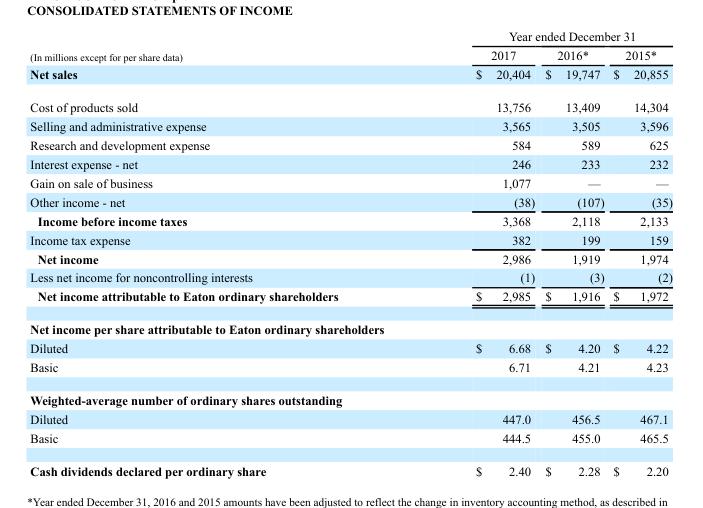 CONSOLIDATED STATEMENTS OF INCOME
Year ended December 31
(In millions except for per share data) 2017 2016* 2015*
Net sales $ 20,404 $ 19,747 $ 20,855
Cost of products sold 13,756 13,409 14,304
Selling and administrative expense 3,565 3,505 3,596
Research and development expense 584 589 625
Interest expense - net 246 233 232
Gain on sale of business 1,077 — —
Other income - net (38) (107) (35)
Income before income taxes 3,368 2,118 2,133
Income tax expense 382 199 159
Net income 2,986 1,919 1,974
Less net income for noncontrolling interests (1) (3) (2)
Net income attributable to Eaton ordinary shareholders $ 2,985 $ 1,916 $ 1,972
Net income per share attributable to Eaton ordinary shareholders
Diluted $ 6.68 $ 4.20 $ 4.22
Basic 6.71 4.21 4.23
Weighted-average number of ordinary shares outstanding
Diluted 447.0 456.5 467.1
Basic 444.5 455.0 465.5
Cash dividends declared per ordinary share $ 2.40 $ 2.28 $ 2.20
*Year ended December 31, 2016 and 2015 amounts have been adjusted to reflect the change in inventory accounting method, as described in